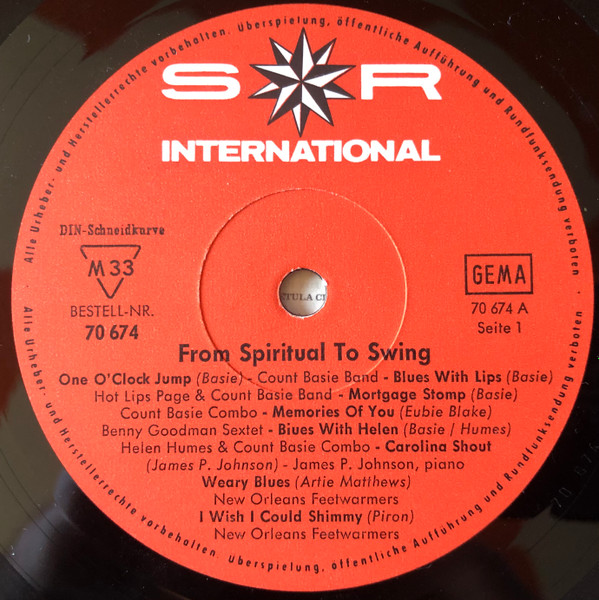 Alle Urheber- und Herstellerrechte vorbehalten. Überspielung, öffentliche Aufführung und Rundfunksendung verboten.
S R
INTERNATIONAL
DIN-Schneidkurve
M 33
BESTELL-NR.
70 674
GEMA
70 674 A
Seite 1
ETULA CI
From Spiritual To Swing
One O'Clock Jump (Basie) - Count Basie Band - Blues With Lips (Basie)
Hot Lips Page & Count Basie Band - Mortgage Stomp (Basie)
Count Basie Combo - Memories Of You (Eubie Blake)
Benny Goodman Sextet - Biues With Helen (Basie / Humes)
Helen Humes & Count Basie Combo - Carolina Shout
(James P. Johnson) - James P. Johnson, piano
Weary Blues (Artie Matthews)
New Orleans Feetwarmers
I Wish I Could Shimmy (Piron)
New Orleans Feetwarmers
Alle Urheber- und Herstellerrechte vorbehalten. Überspielung, öffentliche Aufführung und Rundfunksendung verboten.